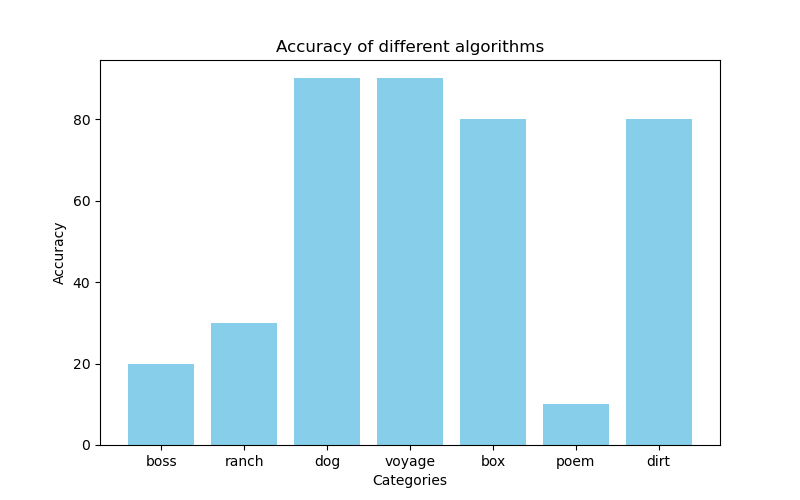 Accuracy of different algorithms
Accuracy
80
60
40
20
0
boss ranch dog voyage box poem dirt
Categories